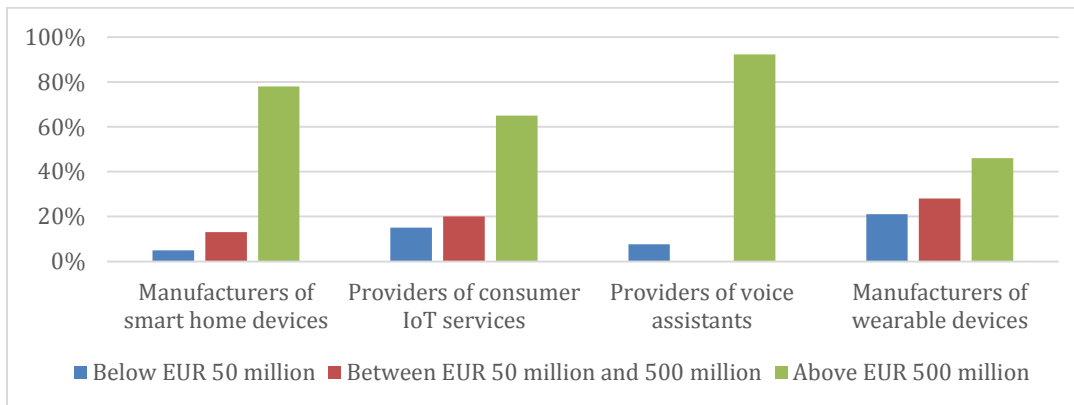 100%
80%
60%
40%
20%
0%
Manufacturers of smart home devices
Providers of consumer IoT services
Providers of voice assistants
Manufacturers of wearable devices
Below EUR 50 million
Between EUR 50 million and 500 million
Above EUR 500 million